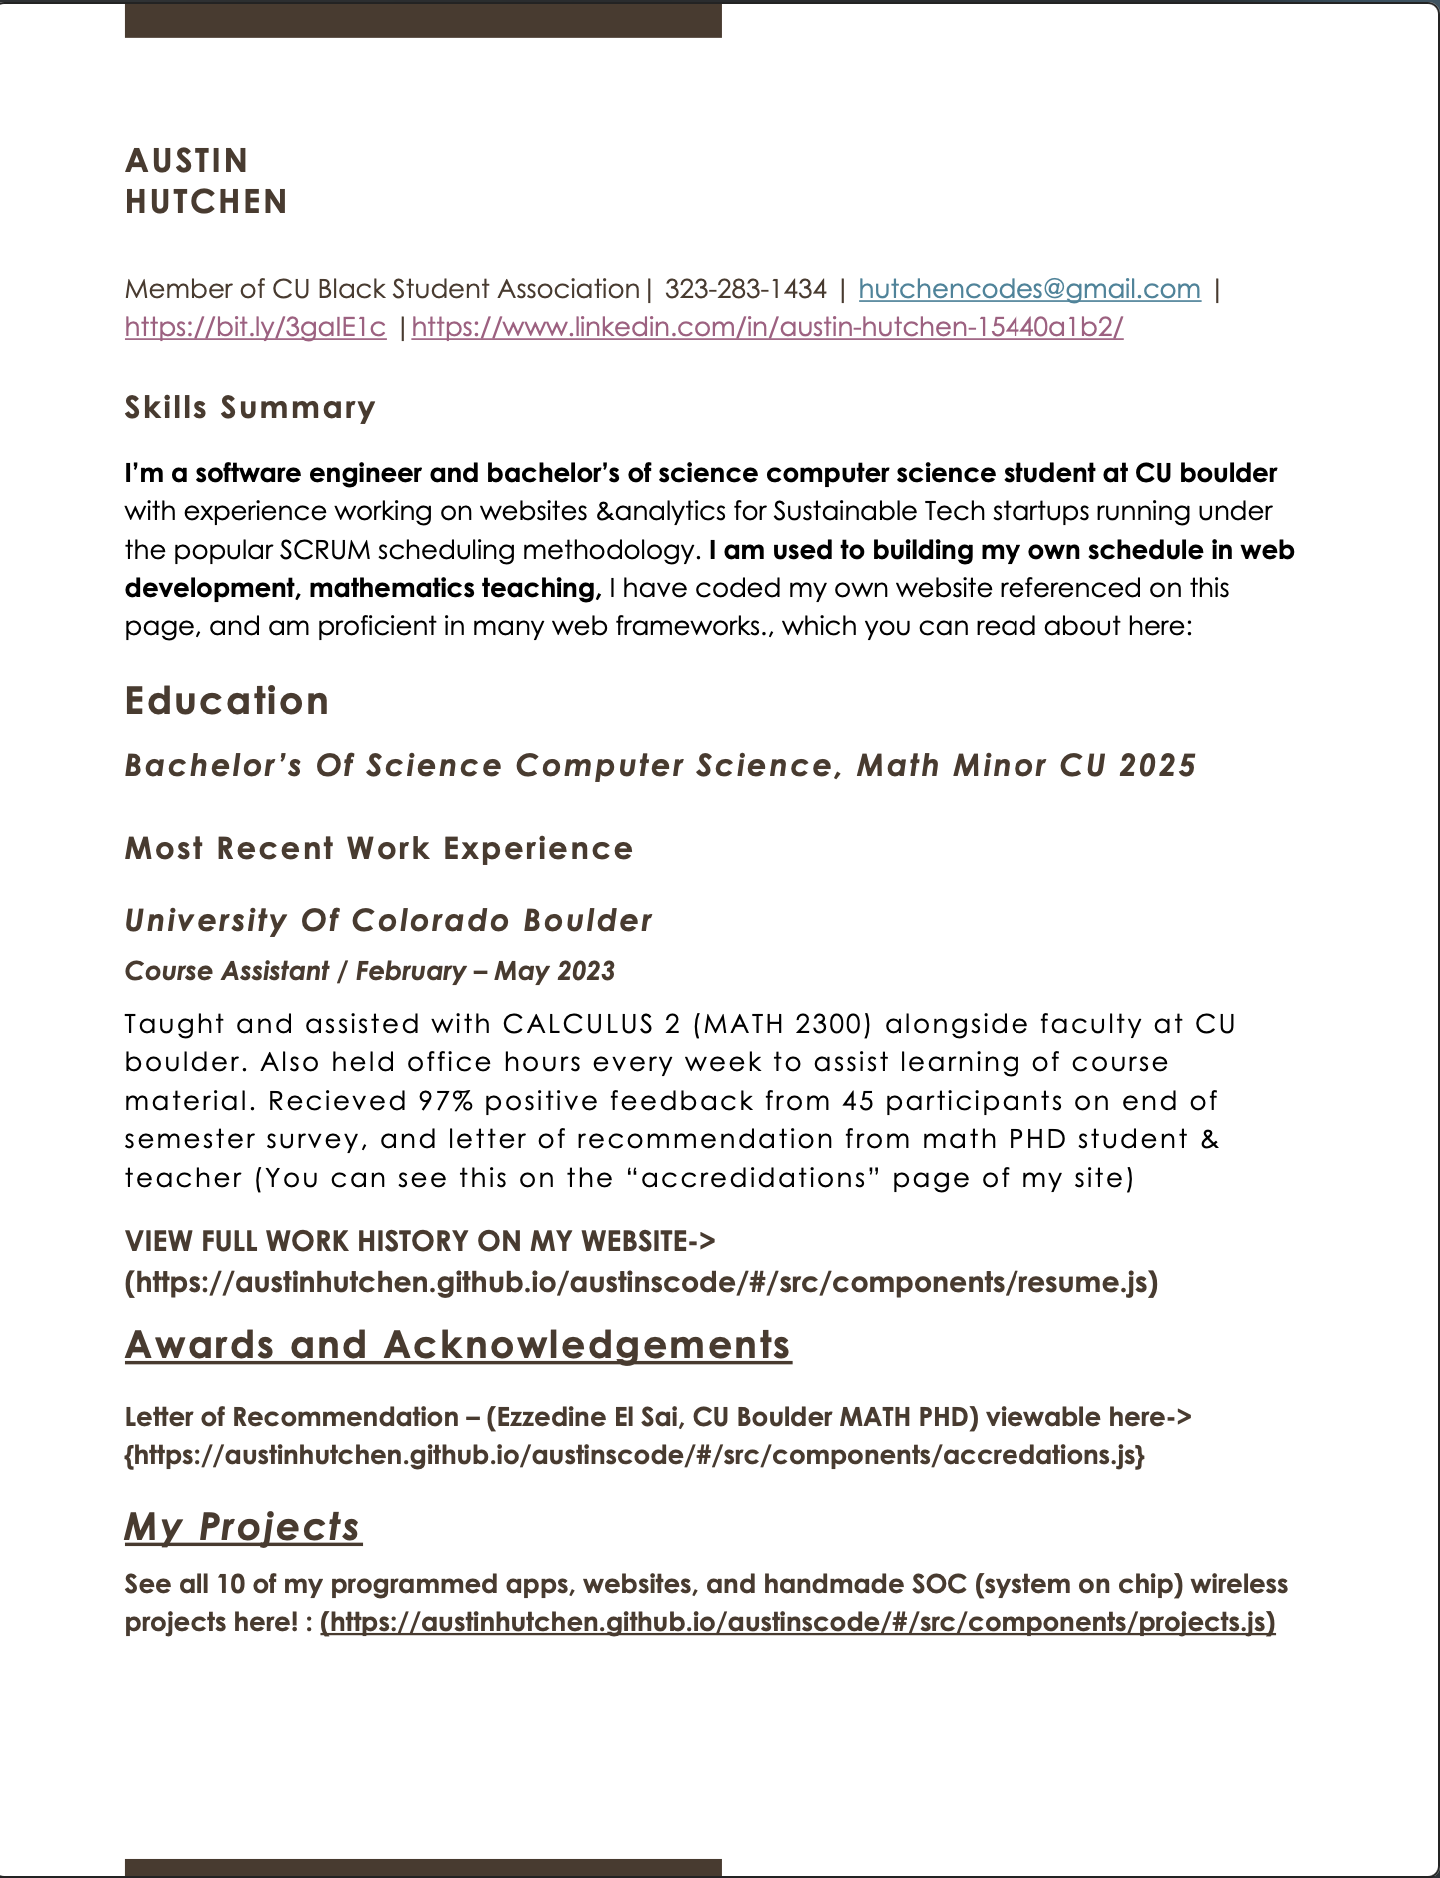 AUSTIN
HUTCHEN
Member of CU Black Student Association| 323-283-1434 | hutchencodes@gmail.com |
https://bit.ly/3gaIE1c |https://www.linkedin.com/in/austin-hutchen-15440a1b2/
Skills Summary
I’m a software engineer and bachelor’s of science computer science student at CU boulder
with experience working on websites &analytics for Sustainable Tech startups running under
the popular SCRUM scheduling methodology. I am used to building my own schedule in web
development, mathematics teaching, I have coded my own website referenced on this
page, and am proficient in many web frameworks., which you can read about here:
Education
Bachelor’s Of Science Computer Science, Math Minor CU 2025
Most Recent Work Experience
University Of Colorado Boulder
Course Assistant / February – May 2023
Taught and assisted with CALCULUS 2 (MATH 2300) alongside faculty at CU
boulder. Also held office hours every week to assist learning of course
material. Recieved 97% positive feedback from 45 participants on end of
semester survey, and letter of recommendation from math PHD student &
teacher (You can see this on the “accredidations” page of my site)
VIEW FULL WORK HISTORY ON MY WEBSITE->
(https://austinhutchen.github.io/austinscode/#/src/components/resume.js)
Awards and Acknowledgements
Letter of Recommendation – (Ezzedine El Sai, CU Boulder MATH PHD) viewable here->
{https://austinhutchen.github.io/austinscode/#/src/components/accredations.js}
My Projects
See all 10 of my programmed apps, websites, and handmade SOC (system on chip) wireless
projects here! : (https://austinhutchen.github.io/austinscode/#/src/components/projects.js)